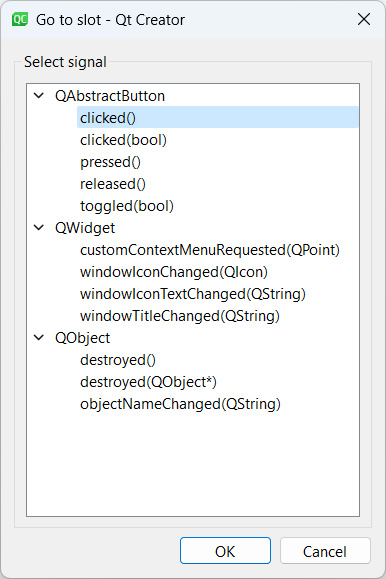 QC Go to slot - Qt Creator
Select signal
QAbstractButton
clicked()
clicked(bool)
pressed()
released()
toggled(bool)
QWidget
customContextMenuRequested(QPoint)
windowIconChanged(QIcon)
windowIconTextChanged(QString)
windowTitleChanged(QString)
QObject
destroyed()
destroyed(QObject*)
objectNameChanged(QString)
OK Cancel